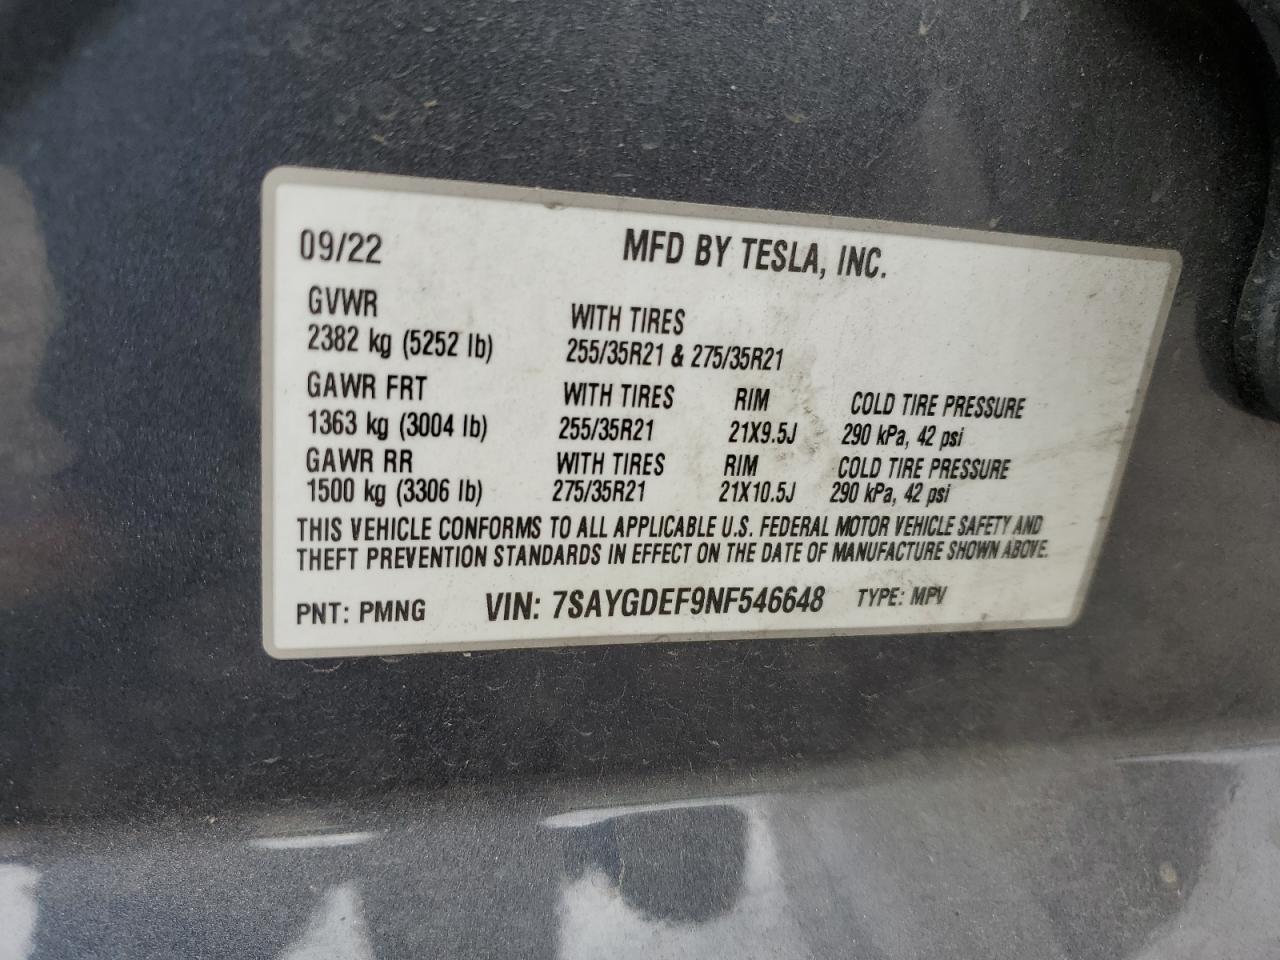 09/22 MFD BY TESLA, INC.
GVWR WITH TIRES
2382 kg (5252 lb) 255/35R21 & 275/35R21
GAWR FRT WITH TIRES RIM COLD TIRE PRESSURE
1363 kg (3004 lb) 255/35R21 21X9.5J 290 kPa, 42 psi
GAWR RR WITH TIRES RIM COLD TIRE PRESSURE
1500 kg (3306 lb) 275/35R21 21X10.5J 290 kPa, 42 psi
THIS VEHICLE CONFORMS TO ALL APPLICABLE U.S. FEDERAL MOTOR VEHICLE SAFETY AND
THEFT PREVENTION STANDARDS IN EFFECT ON THE DATE OF MANUFACTURE SHOWN ABOVE.
PNT: PMNG VIN: 7SAYGDEF9NF546648 TYPE: MPV